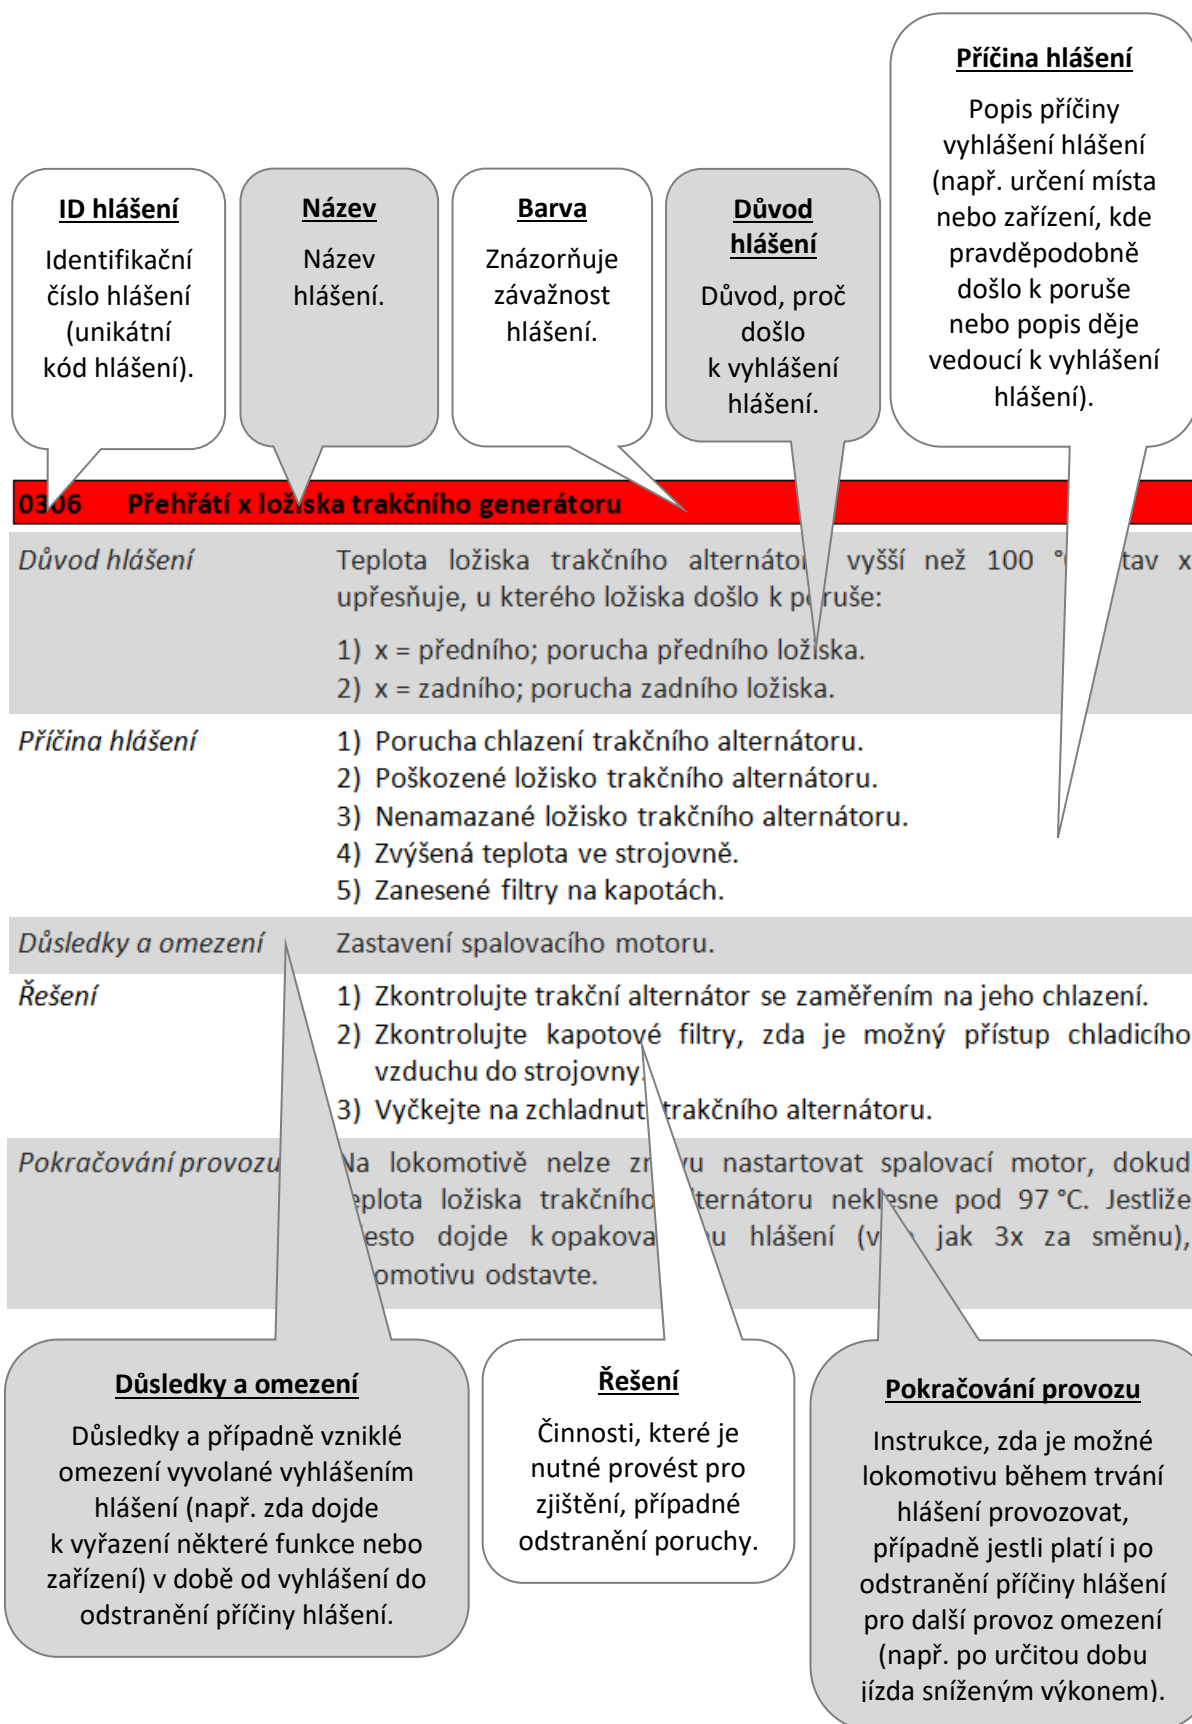 Příčina hlášení
Popis příčiny
vyhlášení hlášení
(např. určení místa
nebo zařízení, kde
pravděpodobně
došlo k poruše
nebo popis děje
vedoucí k vyhlášení
hlášení).
ID hlášení
Identifikační
číslo hlášení
(unikátní
kód hlášení).
Název
Název
hlášení.
Barva
Znázorňuje
závažnost
hlášení.
Důvod
hlášení
Důvod, proč
došlo
k vyhlášení
hlášení.
0306 Přehřátí x ložiska trakčního generátoru
Důvod hlášení
Teplota ložiska trakčního vyšší než 100 x
upřesňuje, u kterého ložiska došlo k poruše:
1) x = předního; porucha předního ložiska.
2) x = zadního; porucha zadního ložiska.
Příčina hlášení
1) Porucha chlazení trakčního alternátoru.
2) Poškozené ložisko trakčního alternátoru.
3) Nenamazané ložisko trakčního alternátoru.
4) Zvýšená teplota ve strojovně.
5) Zanesené filtry na kapotách.
Důsledky a omezení Zastavení spalovacího motoru.
Řešení
1) Zkontrolujte trakční alternátor se zaměřením na jeho chlazení.
2) Zkontrolujte kapotové filtry, zda je možný přístup chladicího
vzduchu do strojovny.
3) Vyčkejte na zchladnutí trakčního alternátoru.
Pokračování provozu
Na lokomotivě nelze nastartovat spalovací motor, dokud
teplota ložiska trakčního alternátoru neklesne pod 97 °C. Jestliže
dojde k hlášení jak 3x za směnu),
lokomotivu odstavte.
Důsledky a omezení
Důsledky a případně vzniklé
omezení vyvolané vyhlášením
hlášení (např. zda dojde
k vyřazení některé funkce nebo
zařízení) v době od vyhlášení do
odstranění příčiny hlášení.
Řešení
Činnosti, které je
nutné provést pro
zjištění, případné
odstranění poruchy.
Pokračování provozu
Instrukce, zda je možné
lokomotivu během trvání
hlášení provozovat,
případně jestli platí i po
odstranění příčiny hlášení
pro další provoz omezení
(např. po určitou dobu
jízda sníženým výkonem).